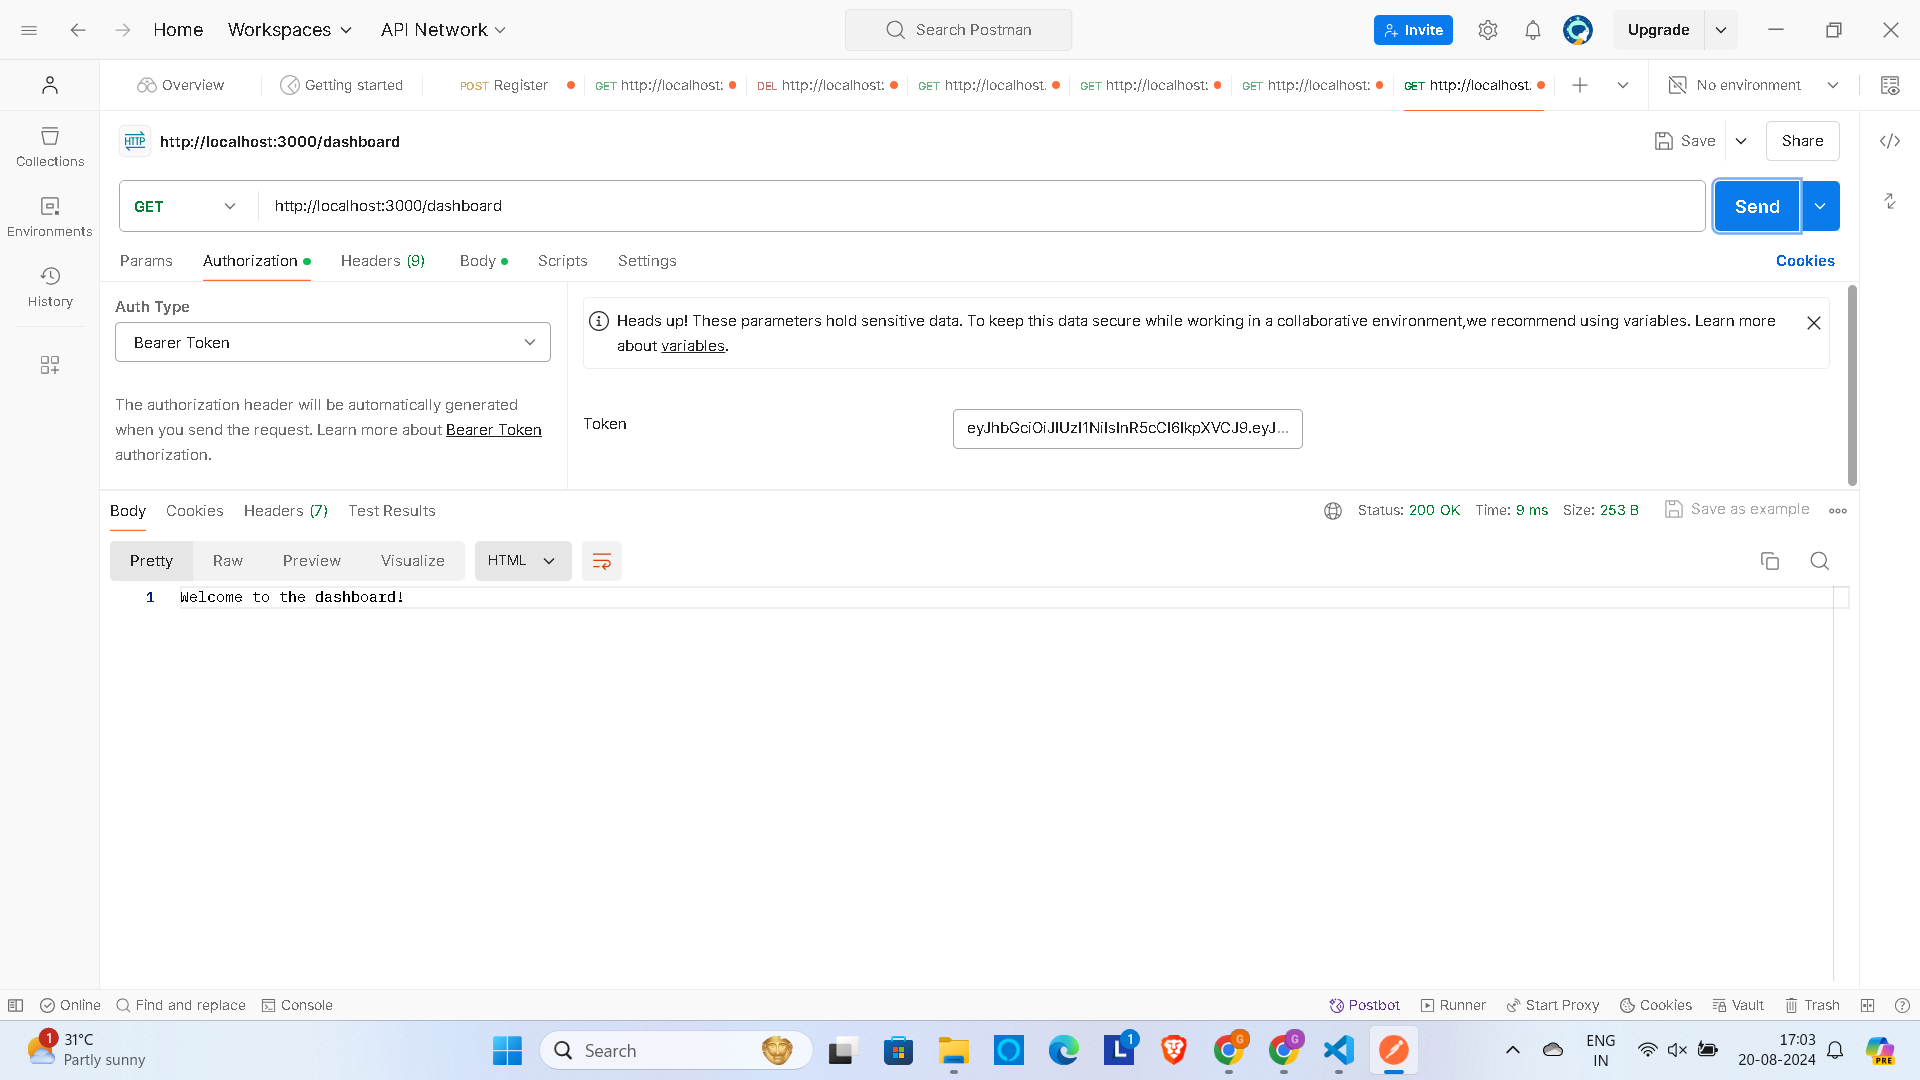 Home Workspaces API Network Search Postman Invite Upgrade
Overview Getting started POST Register GET http://localhost: DEL http://localhost: GET http://localhost: GET http://localhost: GET http://localhost: GET http://localhost. No environment
HTTP http://localhost:3000/dashboard Save Share
Collections
GET http://localhost:3000/dashboard Send
Environments
Params Authorization Headers (9) Body Scripts Settings Cookies
History
Auth Type
Bearer Token
The authorization header will be automatically generated
when you send the request. Learn more about Bearer Token
authorization.
Heads up! These parameters hold sensitive data. To keep this data secure while working in a collaborative environment,we recommend using variables. Learn more
about variables.
Token eyJhbGciOiJIUzI1NiIsInR5cCI6IkpXVCJ9.eyJ...
Body Cookies Headers (7) Test Results Status: 200 OK Time: 9 ms Size: 253 B Save as example
Pretty Raw Preview Visualize HTML
1 Welcome to the dashboard!
Online Find and replace Console Postbot Runner Start Proxy Cookies Vault Trash
1 31°C
Partly sunny
Search
L 1
G
G
ENG
IN
17:03
20-08-2024
PRE